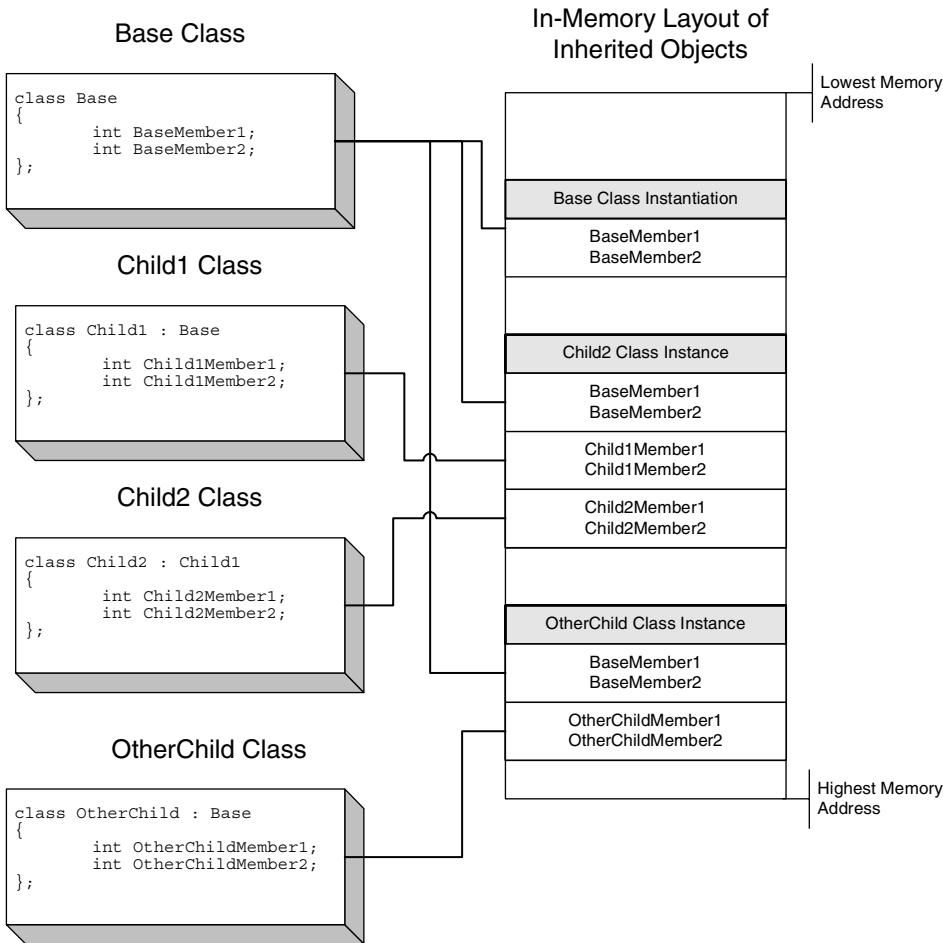 Base Class
class Base
{
int BaseMember1;
int BaseMember2;
};
Child1 Class
class Child1 : Base
{
int Child1Member1;
int Child1Member2;
};
Child2 Class
class Child2 : Child1
{
int Child2Member1;
int Child2Member2;
};
OtherChild Class
class OtherChild : Base
{
int OtherChildMember1;
int OtherChildMember2;
};
In-Memory Layout of
Inherited Objects
Lowest Memory
Address
Base Class Instantiation
BaseMember1
BaseMember2
Child2 Class Instance
BaseMember1
BaseMember2
Child1Member1
Child1Member2
Child2Member1
Child2Member2
OtherChild Class Instance
BaseMember1
BaseMember2
OtherChildMember1
OtherChildMember2
Highest Memory
Address